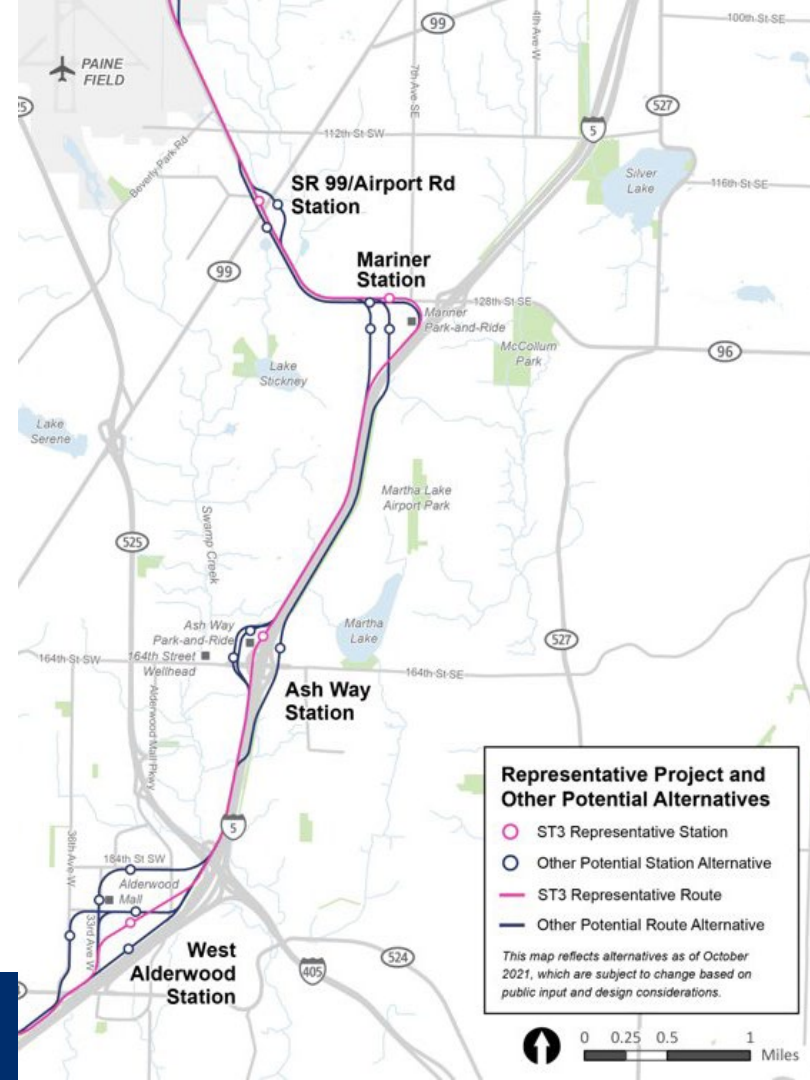 99
4th Ave W
100th St SE
PAINE
FIELD
7th Ave SE
527
5
112th St SW
Beverly Park Rd
Silver
Lake
116th St SE
SR 99/Airport Rd
Station
99
Mariner
Station
128th St SE
Mariner
Park-and-Ride
McCollum
Park
96
Lake
Stickney
Lake
Serene
Martha Lake
Airport Park
525
Swamp Creek
Ash Way
Park-and-Ride
Martha
Lake
527
164th St SW
164th Street
Wellhead
164th St SE
Ash Way
Station
Alderwood Mall Pkwy
5
36th Ave W
184th St SW
Alderwood
Mall
33rd Ave W
West
Alderwood
Station
405
524
Representative Project and
Other Potential Alternatives
ST3 Representative Station
Other Potential Station Alternative
ST3 Representative Route
Other Potential Route Alternative
This map reflects alternatives as of October
2021, which are subject to change based on
public input and design considerations.
0 0.25 0.5 1
Miles